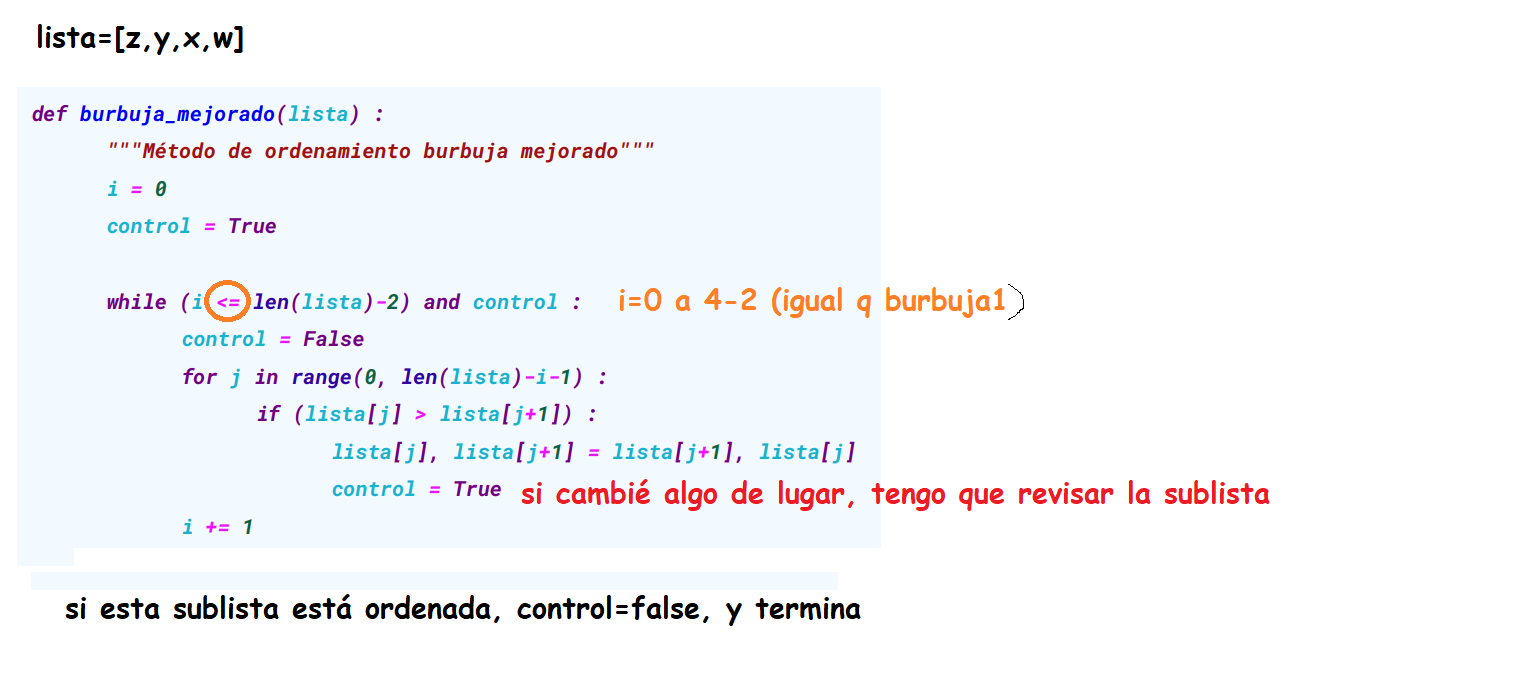 lista=[z,y,x,w]
def burbuja_mejorado(lista) :
"""Método de ordenamiento burbuja mejorado"""
i = 0
control = True
while (i <= len(lista)-2) and control : i=0 a 4-2 (igual q burbuja1)
control = False
for j in range(0, len(lista)-i-1) :
if (lista[j] > lista[j+1]) :
lista[j], lista[j+1] = lista[j+1], lista[j]
control = True si cambié algo de lugar, tengo que revisar la sublista
i += 1
si esta sublista está ordenada, control=false, y termina